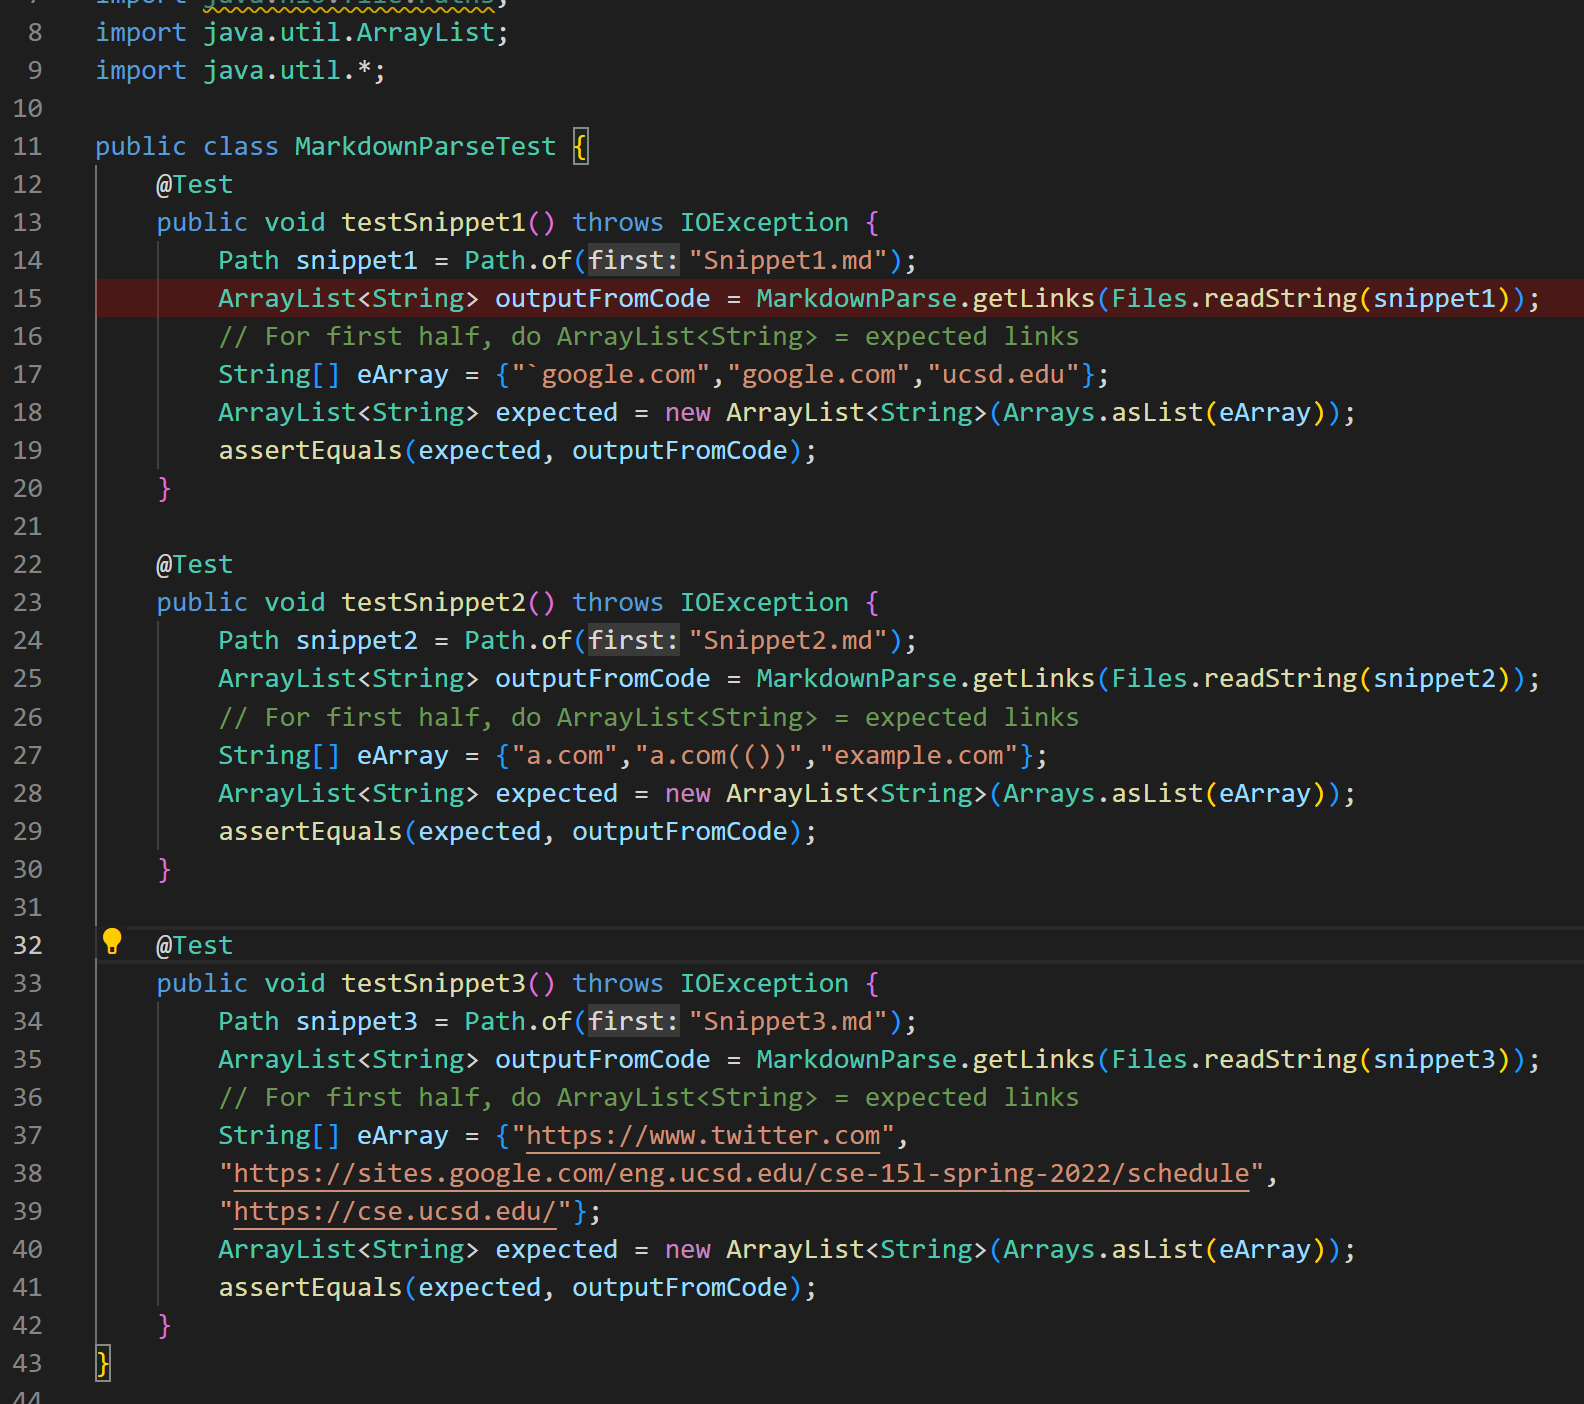 import java.nio.file.Paths;
8 import java.util.ArrayList;
9 import java.util.*;
10
11 public class MarkdownParseTest {
12 @Test
13 public void testSnippet1() throws IOException {
14 Path snippet1 = Path.of(first: "Snippet1.md");
15 ArrayList<String> outputFromCode = MarkdownParse.getLinks(Files.readString(snippet1));
16 // For first half, do ArrayList<String> = expected links
17 String[] eArray = {"`google.com","google.com","ucsd.edu"};
18 ArrayList<String> expected = new ArrayList<String>(Arrays.asList(eArray));
19 assertEquals(expected, outputFromCode);
20 }
21
22 @Test
23 public void testSnippet2() throws IOException {
24 Path snippet2 = Path.of(first: "Snippet2.md");
25 ArrayList<String> outputFromCode = MarkdownParse.getLinks(Files.readString(snippet2));
26 // For first half, do ArrayList<String> = expected links
27 String[] eArray = {"a.com","a.com(())","example.com"};
28 ArrayList<String> expected = new ArrayList<String>(Arrays.asList(eArray));
29 assertEquals(expected, outputFromCode);
30 }
31
32 @Test
33 public void testSnippet3() throws IOException {
34 Path snippet3 = Path.of(first: "Snippet3.md");
35 ArrayList<String> outputFromCode = MarkdownParse.getLinks(Files.readString(snippet3));
36 // For first half, do ArrayList<String> = expected links
37 String[] eArray = {"https://www.twitter.com",
38 "https://sites.google.com/eng.ucsd.edu/cse-15l-spring-2022/schedule",
39 "https://cse.ucsd.edu/"};
40 ArrayList<String> expected = new ArrayList<String>(Arrays.asList(eArray));
41 assertEquals(expected, outputFromCode);
42 }
43 }
44